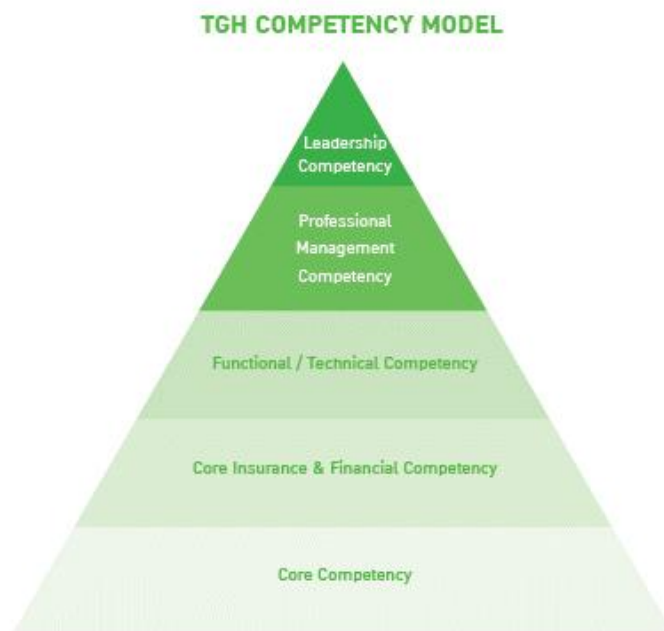 TGH COMPETENCY MODEL
Leadership
Competency
Professional
Management
Competency
Functional / Technical Competency
Core Insurance & Financial Competency
Core Competency